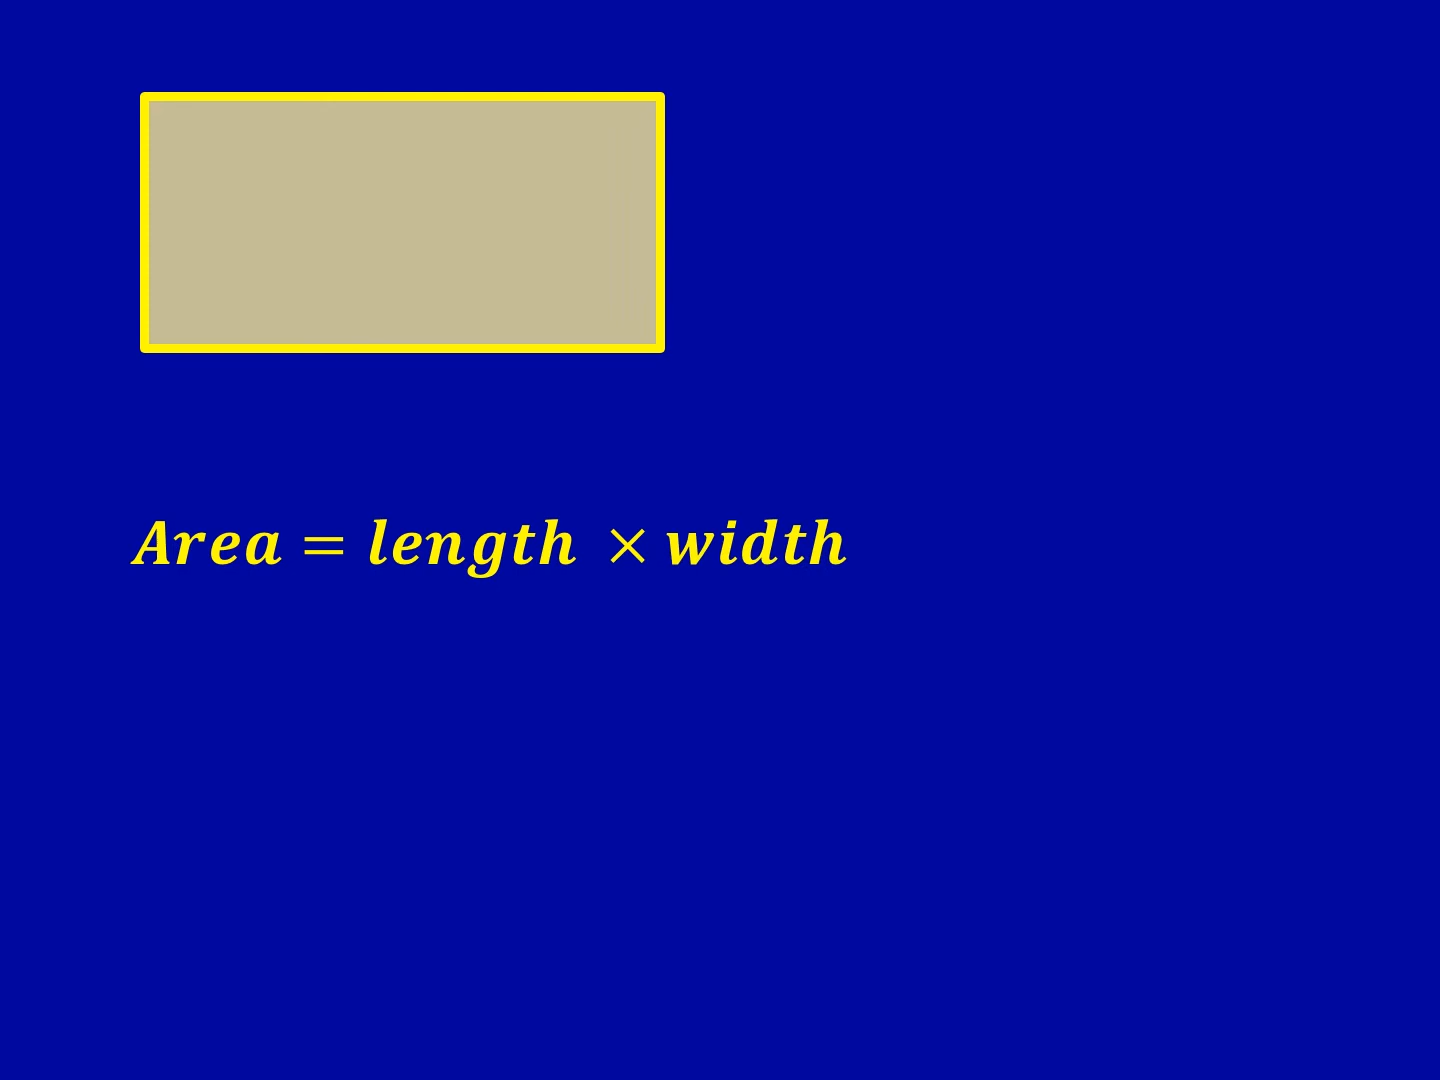 Area = length × width